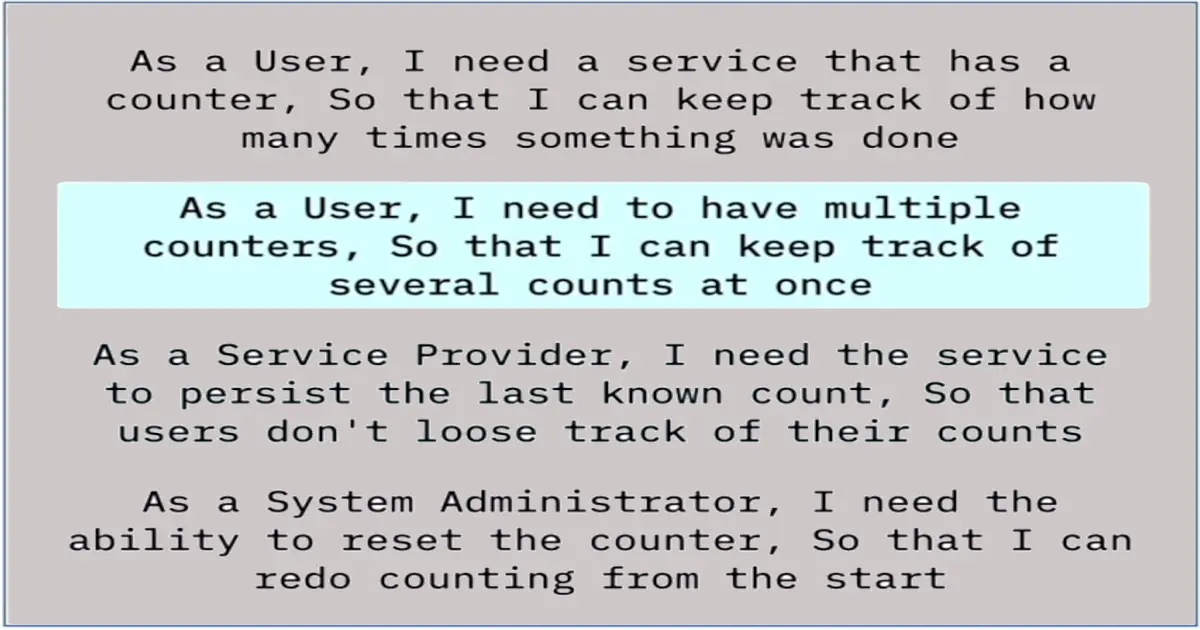 As a User, I need a service that has a
counter, So that I can keep track of how
many times something was done
As a User, I need to have multiple
counters, So that I can keep track of
several counts at once
As a Service Provider, I need the service
to persist the last known count, So that
users don't loose track of their counts
As a System Administrator, I need the
ability to reset the counter, So that I can
redo counting from the start